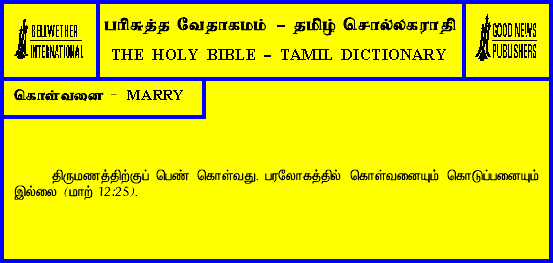 BELLWETHER
INTERNATIONAL
பரிசுத்த வேதாகமம் - தமிழ் சொல்லகராதி
THE HOLY BIBLE - TAMIL DICTIONARY
GOOD NEWS
PUBLISHERS
கொள்வனை - MARRY
திருமணத்திற்குப் பெண் கொள்வது. பரலோகத்தில் கொள்வனையும் கொடுப்பனையும்
இல்லை (மாற் 12:25).